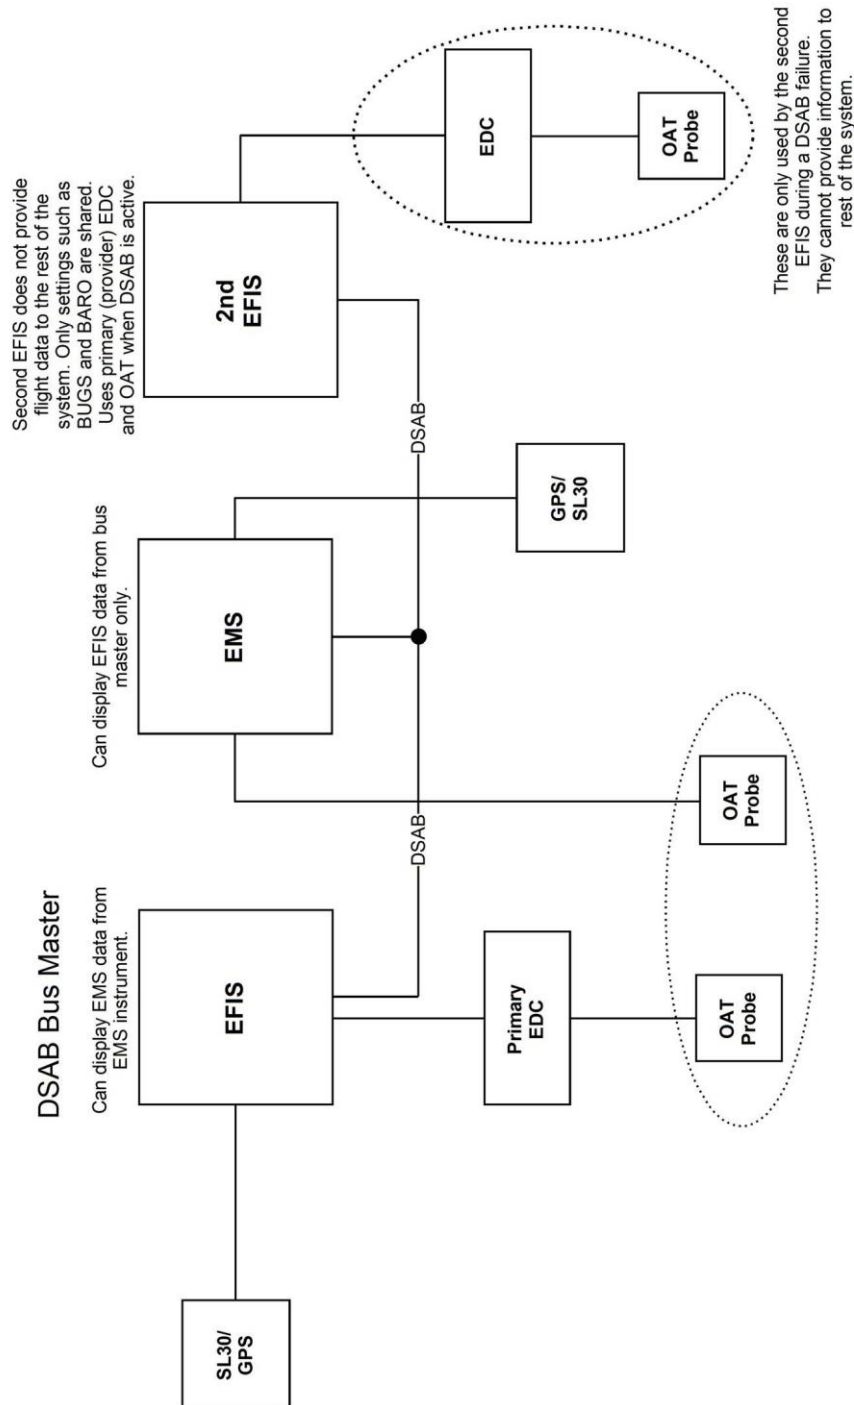 DSAB Bus Master
Can display EMS data from
EMS instrument.
EFIS
SL30/
GPS
Primary
EDC
OAT
Probe
DSAB
Can display EFIS data from bus
master only.
EMS
OAT
Probe
GPS/
SL30
DSAB
Second EFIS does not provide
flight data to the rest of the
system. Only settings such as
BUGS and BARO are shared.
Uses primary (provider) EDC
and OAT when DSAB is active.
2nd
EFIS
EDC
OAT
Probe
These are only used by the second
EFIS during a DSAB failure.
They cannot provide information to
rest of the system.